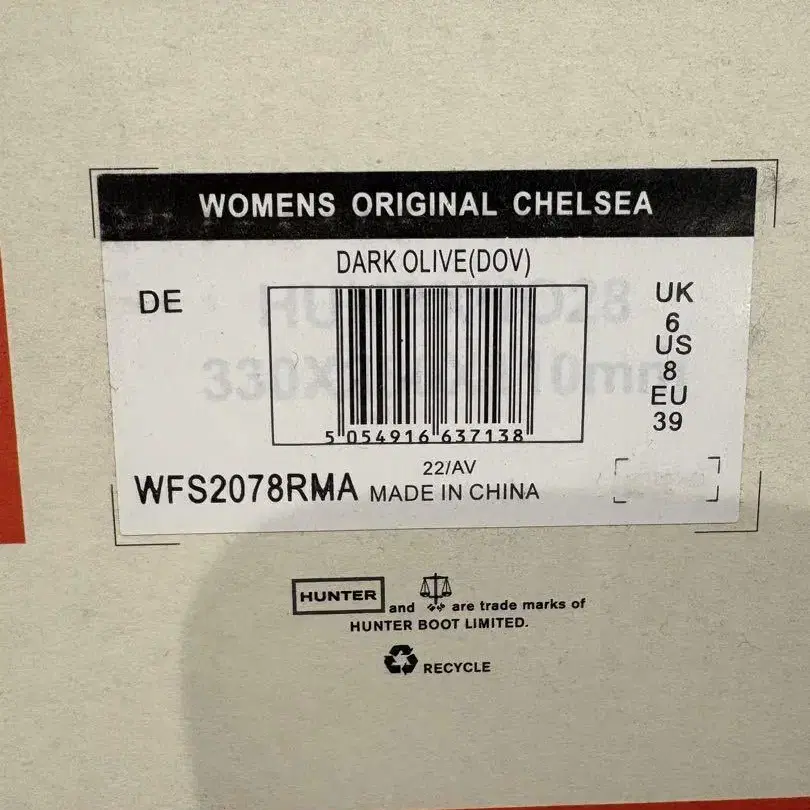 WOMENS ORIGINAL CHELSEA
DARK OLIVE(DOV)
DE
UK
6
US
8
EU
39
5 054916 637138
22/AV
WFS2078RMA MADE IN CHINA
HUNTER and are trade marks of
HUNTER BOOT LIMITED.
RECYCLE